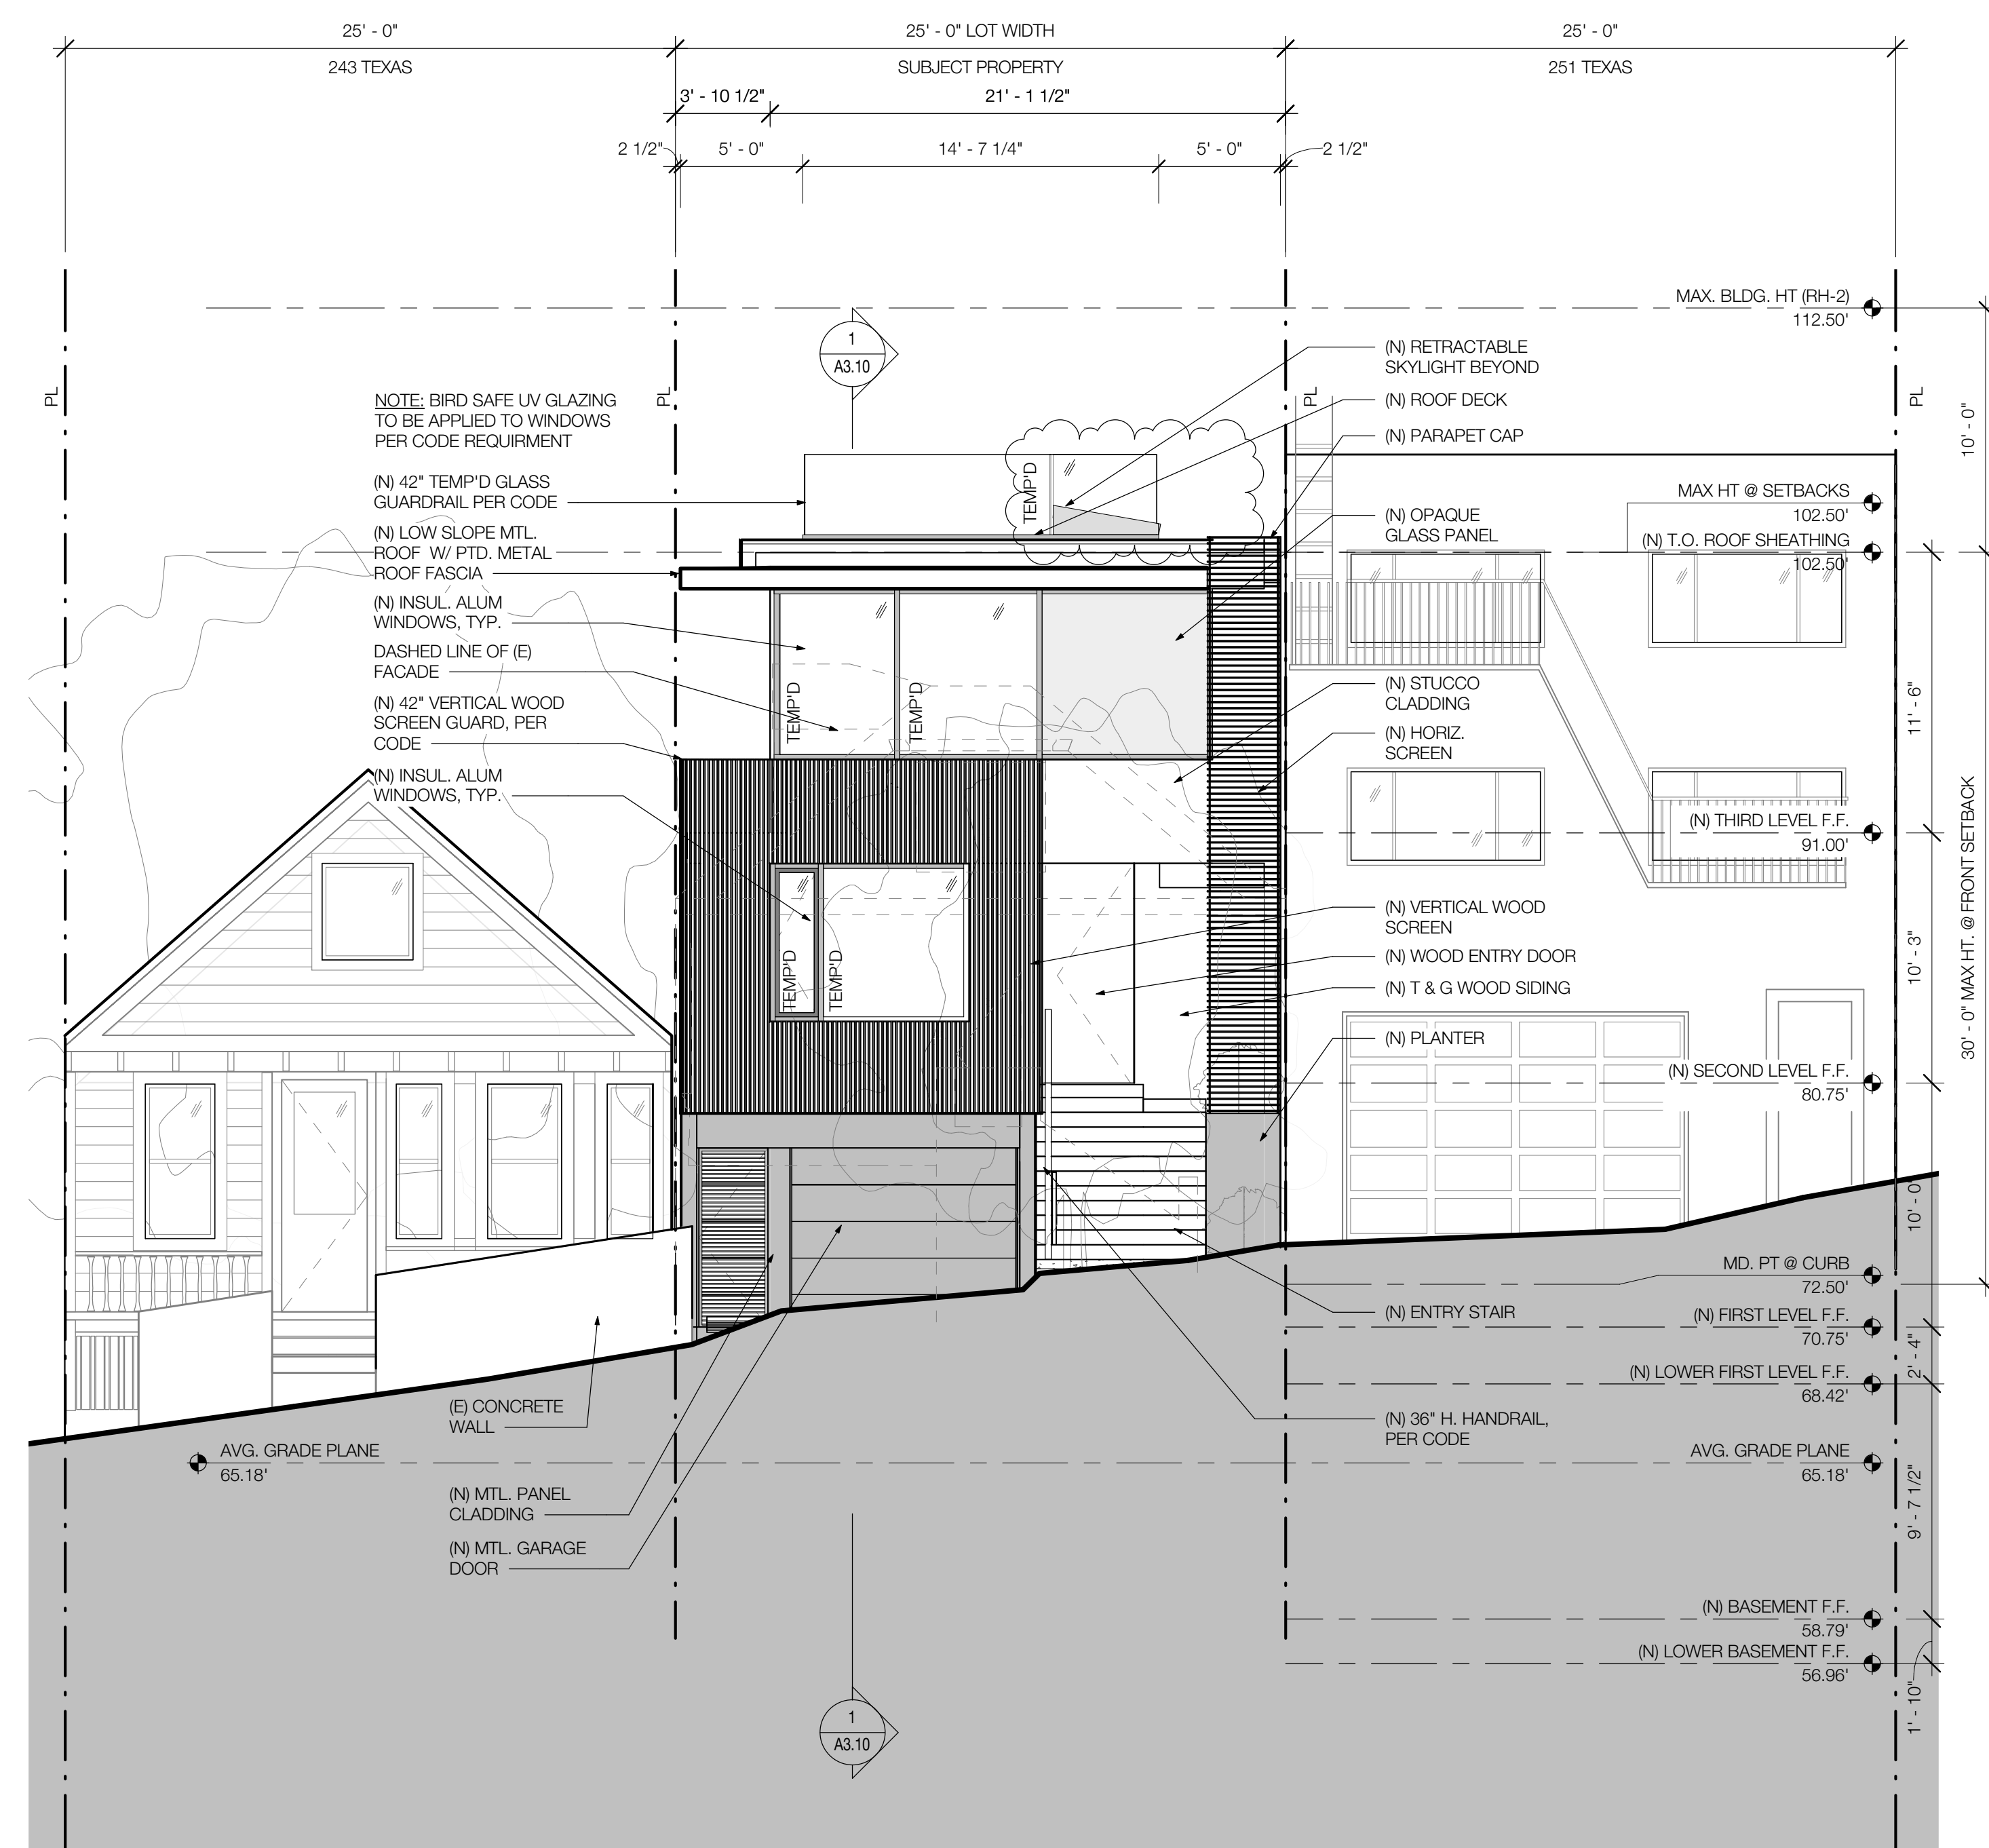 25' - 0"
25' - 0" LOT WIDTH
25' - 0"
243 TEXAS
SUBJECT PROPERTY
251 TEXAS
3' - 10 1/2"
21' - 1 1/2"
2 1/2"
5' - 0"
14' - 7 1/4"
5' - 0"
2 1/2"
PL
PL
PL
PL
1
A3.10
NOTE: BIRD SAFE UV GLAZING
TO BE APPLIED TO WINDOWS
PER CODE REQUIRMENT
(N) 42" TEMP'D GLASS
GUARDRAIL PER CODE
(N) LOW SLOPE MTL.
ROOF W/ PTD. METAL
ROOF FASCIA
(N) INSUL. ALUM
WINDOWS, TYP.
DASHED LINE OF (E)
FACADE
(N) 42" VERTICAL WOOD
SCREEN GUARD, PER
CODE
(N) INSUL. ALUM
WINDOWS, TYP.
TEMP'D
TEMP'D
TEMP'D
TEMP'D
TEMP'D
(N) RETRACTABLE
SKYLIGHT BEYOND
(N) ROOF DECK
(N) PARAPET CAP
(N) OPAQUE
GLASS PANEL
(N) STUCCO
CLADDING
(N) HORIZ.
SCREEN
(N) VERTICAL WOOD
SCREEN
(N) WOOD ENTRY DOOR
(N) T & G WOOD SIDING
(N) PLANTER
(N) ENTRY STAIR
(N) 36" H. HANDRAIL,
PER CODE
MAX. BLDG. HT (RH-2)
112.50'
MAX HT @ SETBACKS
102.50'
(N) T.O. ROOF SHEATHING
102.50'
(N) THIRD LEVEL F.F.
91.00'
(N) SECOND LEVEL F.F.
80.75'
MD. PT @ CURB
72.50'
(N) FIRST LEVEL F.F.
70.75'
(N) LOWER FIRST LEVEL F.F.
68.42'
AVG. GRADE PLANE
65.18'
(N) BASEMENT F.F.
58.79'
(N) LOWER BASEMENT F.F.
56.96'
10' - 0"
11' - 6"
10' - 3"
30' - 0" MAX HT. @ FRONT SETBACK
10' - 0"
2' - 4"
9' - 7 1/2"
1' - 10"
(E) CONCRETE
WALL
AVG. GRADE PLANE
65.18'
(N) MTL. PANEL
CLADDING
(N) MTL. GARAGE
DOOR
1
A3.10